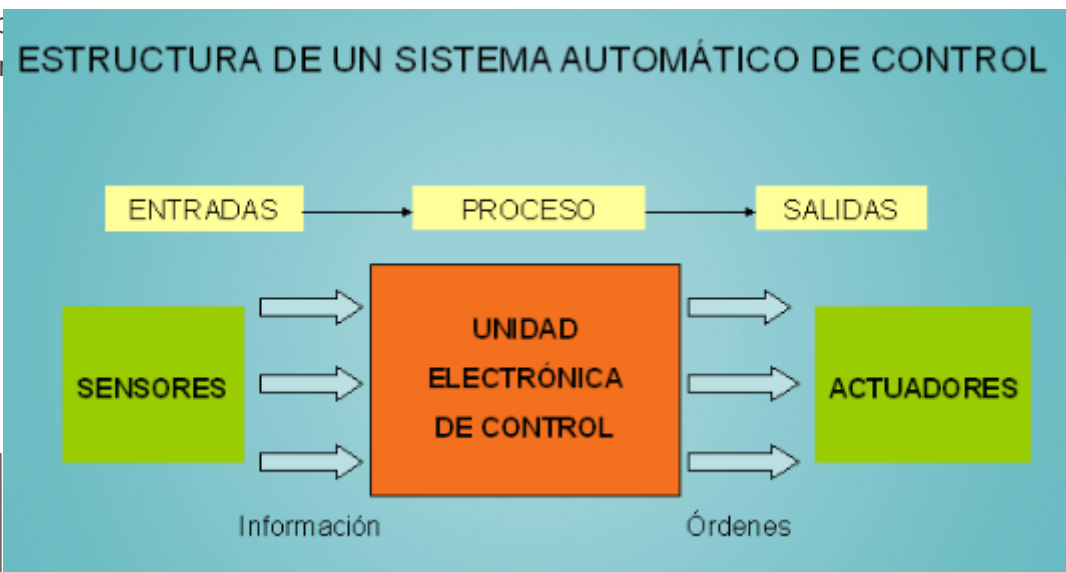 ESTRUCTURA DE UN SISTEMA AUTOMÁTICO DE CONTROL
ENTRADAS
PROCESO
SALIDAS
SENSORES
UNIDAD
ELECTRÓNICA
DE CONTROL
ACTUADORES
Información
Órdenes